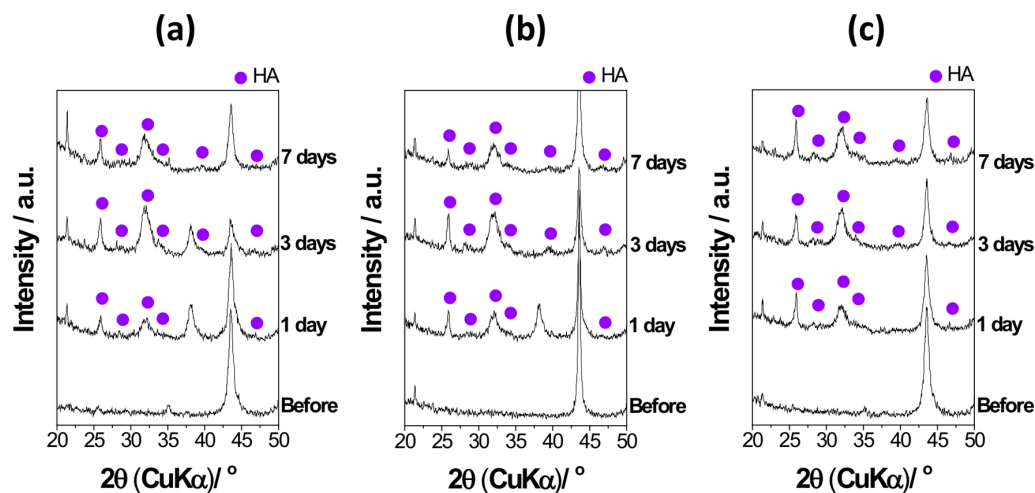 (a)
HA
7 days
3 days
1 day
Before
Intensity / a.u.
20 25 30 35 40 45 50
2θ (CuKα)/ °
(b)
HA
7 days
3 days
1 day
Before
Intensity / a.u.
20 25 30 35 40 45 50
2θ (CuKα)/ °
(c)
HA
7 days
3 days
1 day
Before
Intensity / a.u.
20 25 30 35 40 45 50
2θ (CuKα)/ °